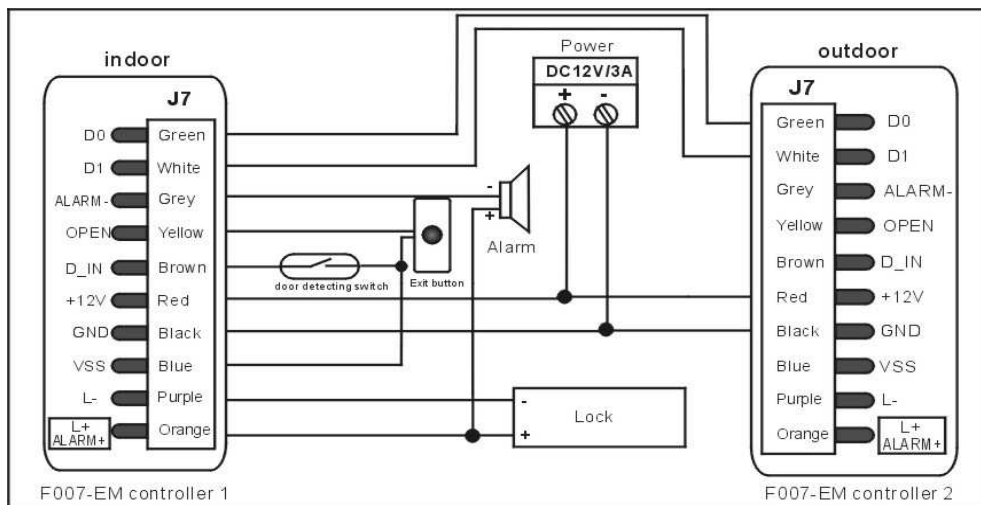 indoor
J7
D0 Green
D1 White
ALARM- Grey
OPEN Yellow
D_IN Brown
+12V Red
GND Black
VSS Blue
L- Purple
L+
ALARM+
Orange
F007-EM controller 1
Power
DC12V/3A
+ -
-
+
Alarm
door detecting switch
Exit button
-
Lock
+
outdoor
J7
Green D0
White D1
Grey ALARM-
Yellow OPEN
Brown D_IN
Red +12V
Black GND
Blue VSS
Purple L-
Orange
L+
ALARM+
F007-EM controller 2